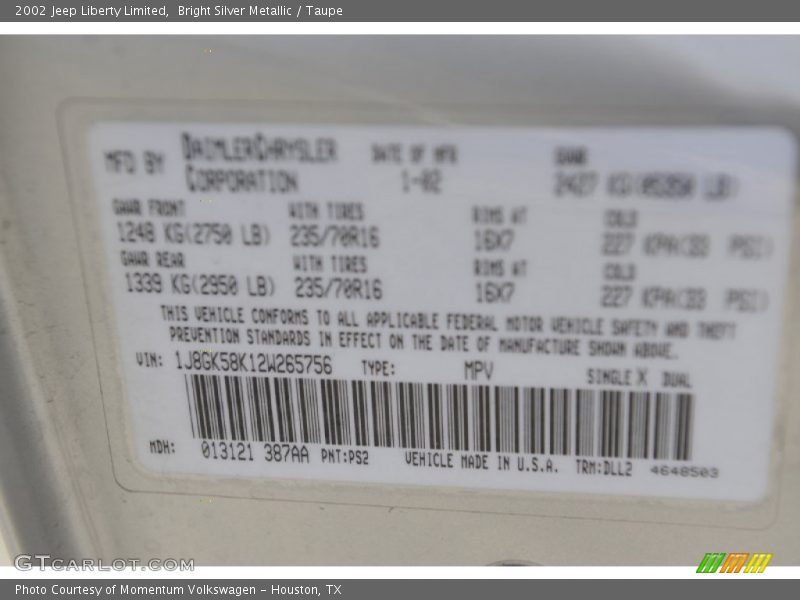 2002 Jeep Liberty Limited,  Bright Silver Metallic / Taupe
MFD BY DAIMLERCHRYSLER CORPORATION DATE OF MFR 1-02 GVWR 2427 KG(05350 LB)
GAWR FRONT WITH TIRES RIMS AT COLD
1248 KG(2750 LB) 235/70R16 16X7 227 KPA(33 PSI)
GAWR REAR WITH TIRES RIMS AT COLD
1339 KG(2950 LB) 235/70R16 16X7 227 KPA(33 PSI)
THIS VEHICLE CONFORMS TO ALL APPLICABLE FEDERAL MOTOR VEHICLE SAFETY AND THEFT
PREVENTION STANDARDS IN EFFECT ON THE DATE OF MANUFACTURE SHOWN ABOVE.
VIN: 1J8GK58K12W265756 TYPE: MPV SINGLE X DUAL
MDH: 013121 387AA PNT:PS2 VEHICLE MADE IN U.S.A. TRM:DLL2 4648503
GTCARLOT.COM
Photo Courtesy of Momentum Volkswagen - Houston, TX